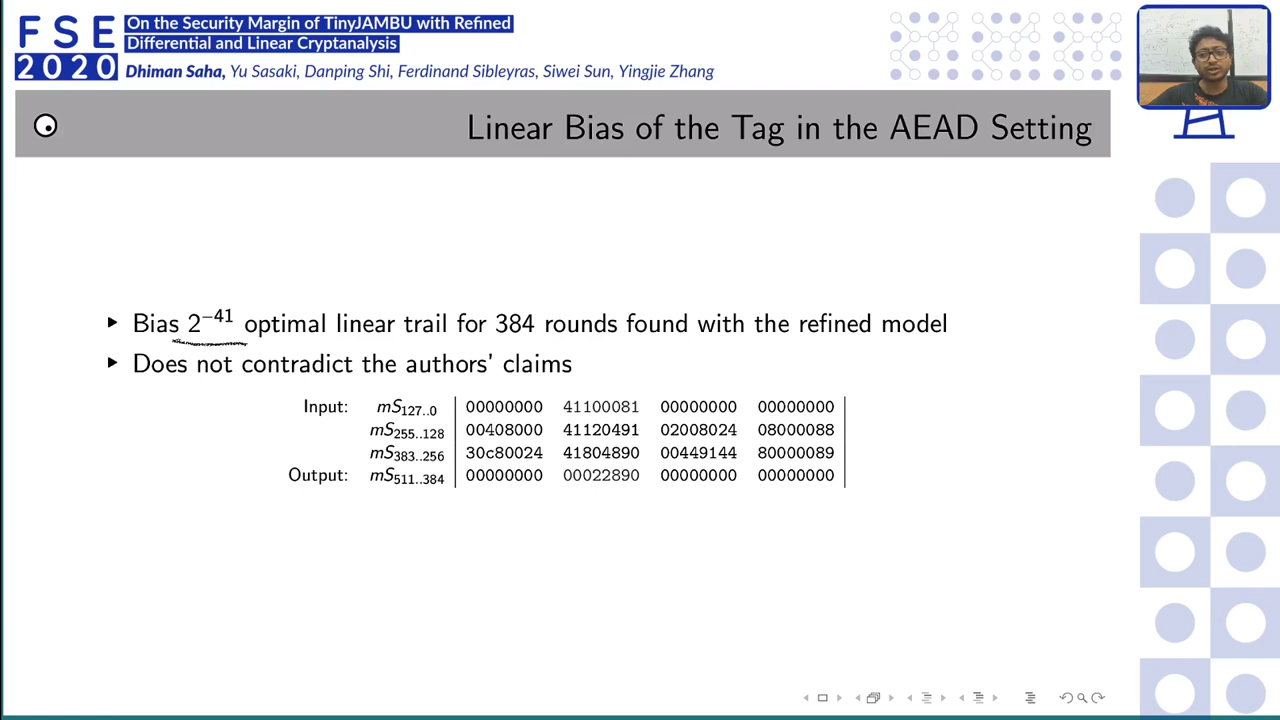 FSE
2020
On the Security Margin of TinyJAMBU with Refined
Differential and Linear Cryptanalysis
Dhiman Saha, Yu Sasaki, Danping Shi, Ferdinand Sibleyras, Siwei Sun, Yingjie Zhang
Linear Bias of the Tag in the AEAD Setting
▸ Bias 2⁻⁴¹ optimal linear trail for 384 rounds found with the refined model
▸ Does not contradict the authors' claims
Input: mS₁₂₇..₀ 00000000 41100081 00000000 00000000
mS₂₅₅..₁₂₈ 00408000 41120491 02008024 08000088
mS₃₈₃..₂₅₆ 30c80024 41804890 00449144 80000089
Output: mS₅₁₁..₃₈₄ 00000000 00022890 00000000 00000000